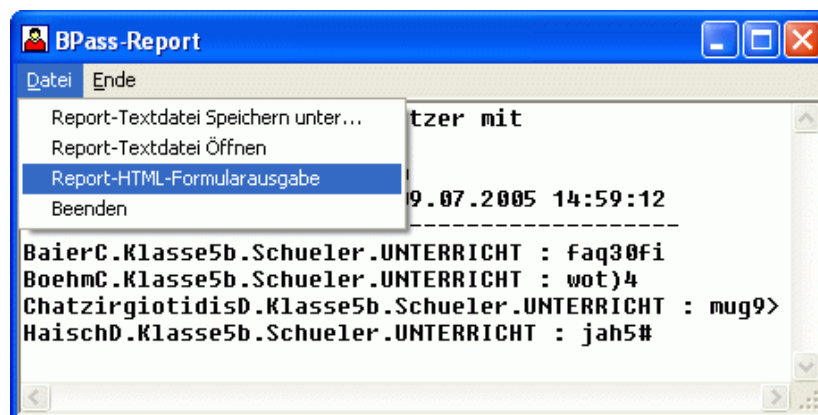 BPass-Report
Datei Ende
Report-Textdatei Speichern unter...
tzer mit
Report-Textdatei Öffnen
Report-HTML-Formularausgabe
9.07.2005 14:59:12
Beenden
--------------------
BaierC.Klasse5b.Schueler.UNTERRICHT : faq30fi
BoehmC.Klasse5b.Schueler.UNTERRICHT : wot)4
ChatzirgiotidisD.Klasse5b.Schueler.UNTERRICHT : mug9>
HaischD.Klasse5b.Schueler.UNTERRICHT : jah5#